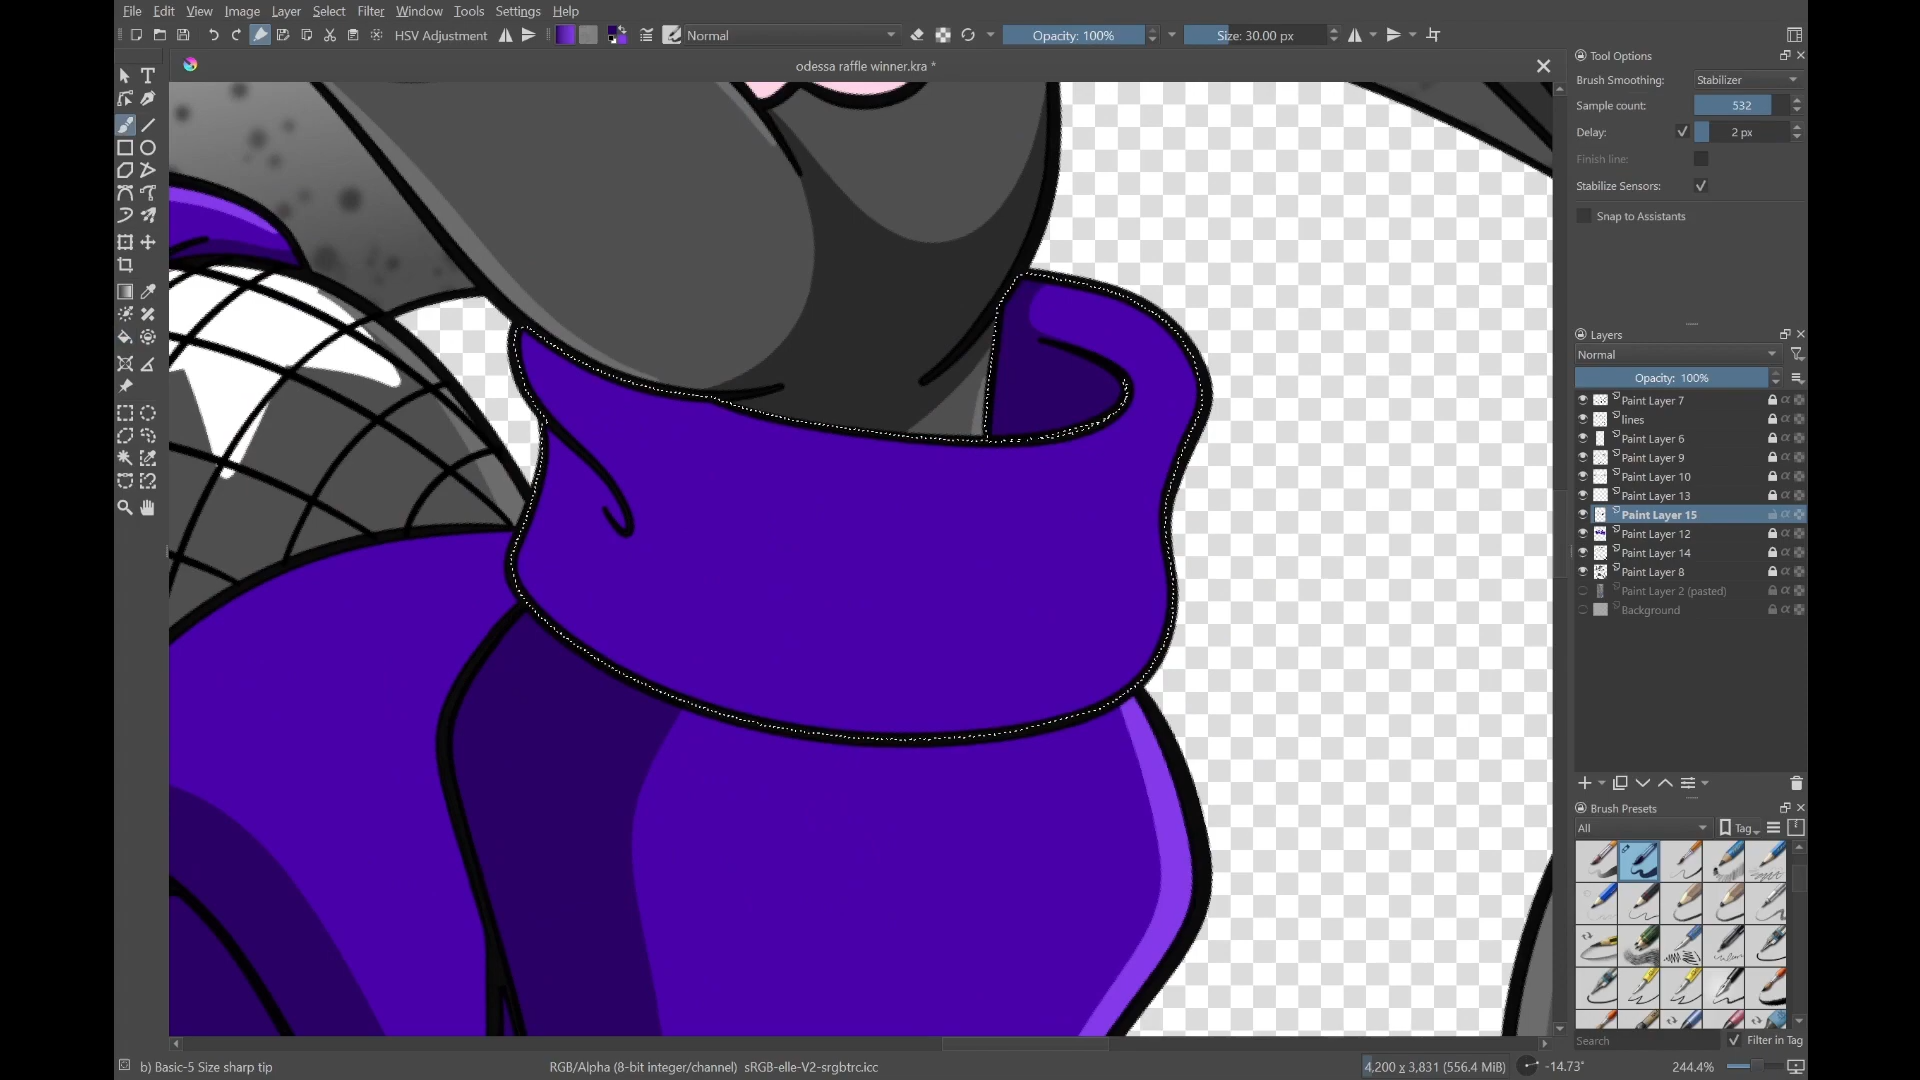 File Edit View Image Layer Select Filter Window Tools Settings Help
HSV Adjustment Normal Opacity: 100% Size: 30.00 px
odessa raffle winner.kra *
Tool Options
Brush Smoothing: Stabilizer
Sample count: 532
Delay: 2 px
Finish line:
Stabilize Sensors:
Snap to Assistants
Layers
Normal
Opacity: 100%
Paint Layer 7
lines
Paint Layer 6
Paint Layer 9
Paint Layer 10
Paint Layer 13
Paint Layer 15
Paint Layer 12
Paint Layer 14
Paint Layer 8
Paint Layer 2 (pasted)
Background
Brush Presets
All Tag
Search Filter in Tag
b) Basic-5 Size sharp tip RGB/Alpha (8-bit integer/channel) sRGB-elle-V2-srgbtrc.icc 4,200 x 3,831 (556.4 MiB) -14.73° 244.4%